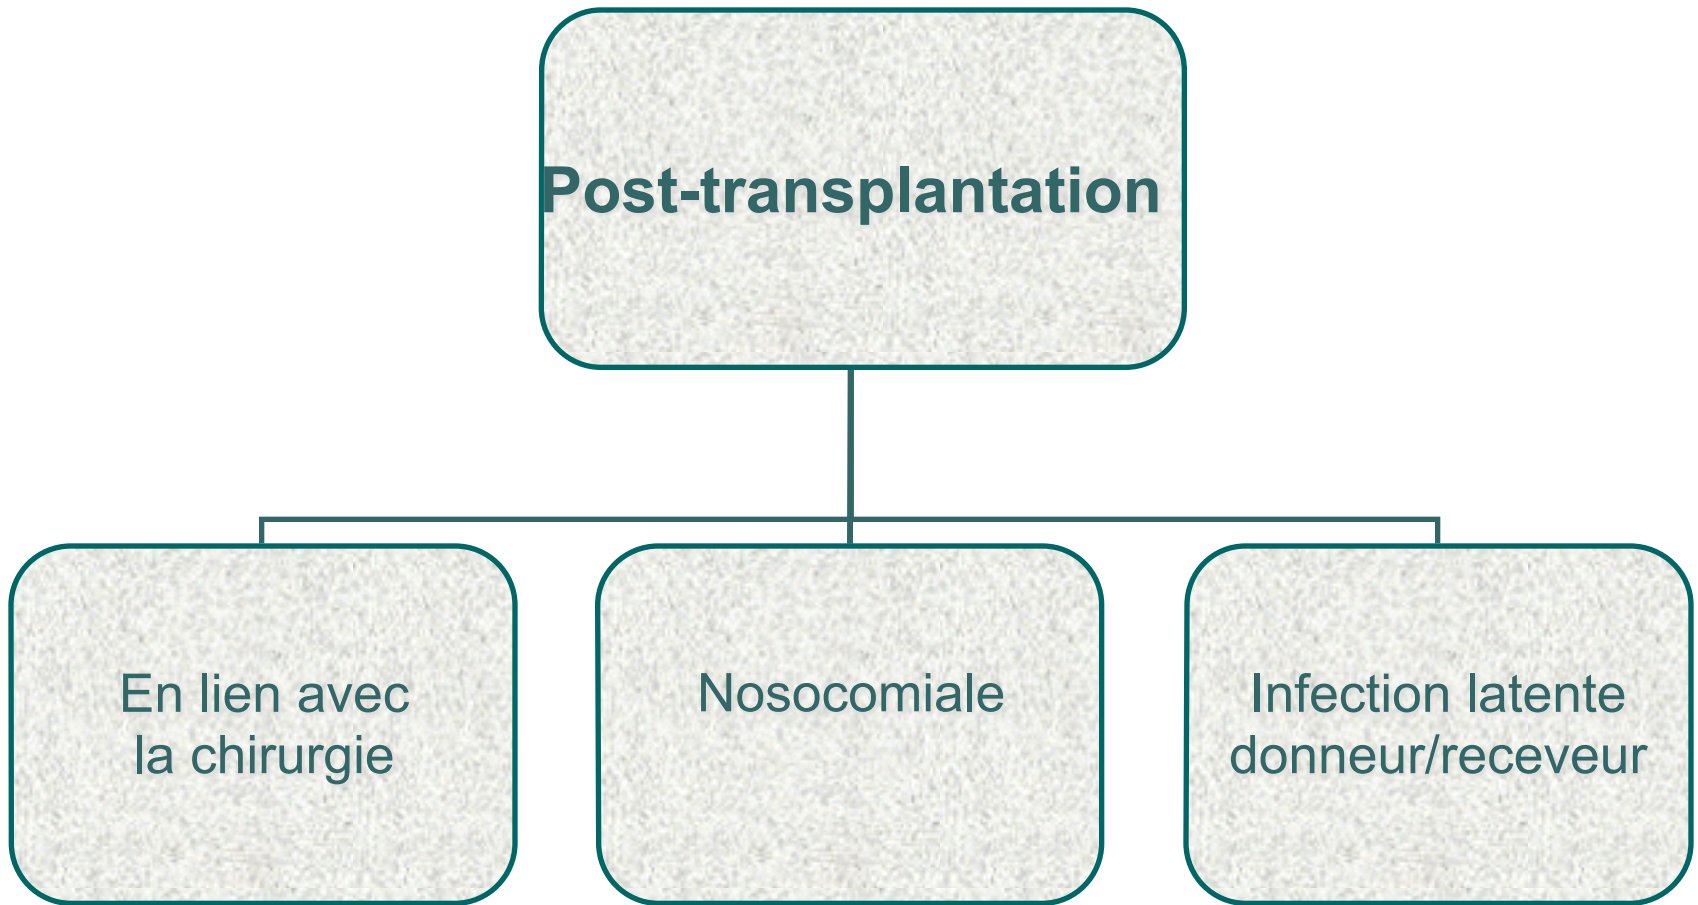 Post-transplantation
En lien avec
la chirurgie
Nosocomiale
Infection latente
donneur/receveur